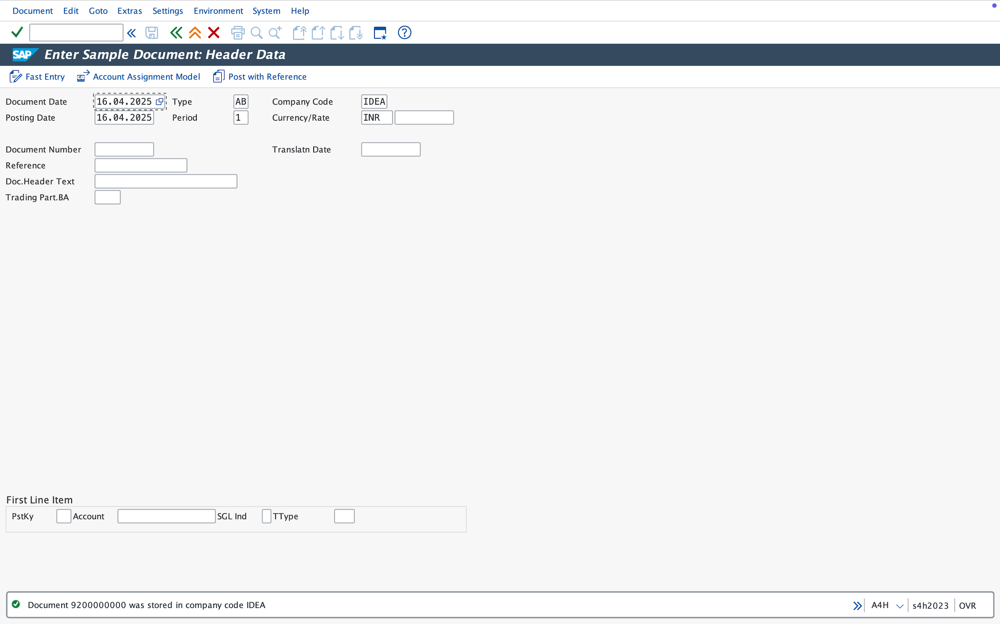 Document Edit Goto Extras Settings Environment System Help
SAP Enter Sample Document: Header Data
Fast Entry Account Assignment Model Post with Reference
Document Date 16.04.2025 Type AB Company Code IDEA
Posting Date 16.04.2025 Period 1 Currency/Rate INR
Document Number Translatn Date
Reference
Doc.Header Text
Trading Part.BA
First Line Item
PstKy Account SGL Ind TType
Document 9200000000 was stored in company code IDEA A4H s4h2023 OVR